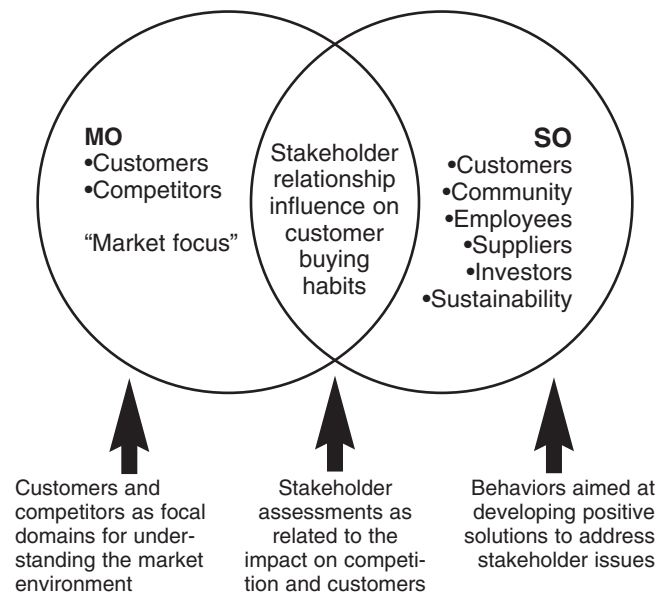 MO
•Customers
•Competitors
“Market focus”
Stakeholder
relationship
influence on
customer
buying
habits
SO
•Customers
•Community
•Employees
•Suppliers
•Investors
•Sustainability
Customers and
competitors as focal
domains for under-
standing the market
environment
Stakeholder
assessments as
related to the
impact on competi-
tion and customers
Behaviors aimed at
developing positive
solutions to address
stakeholder issues